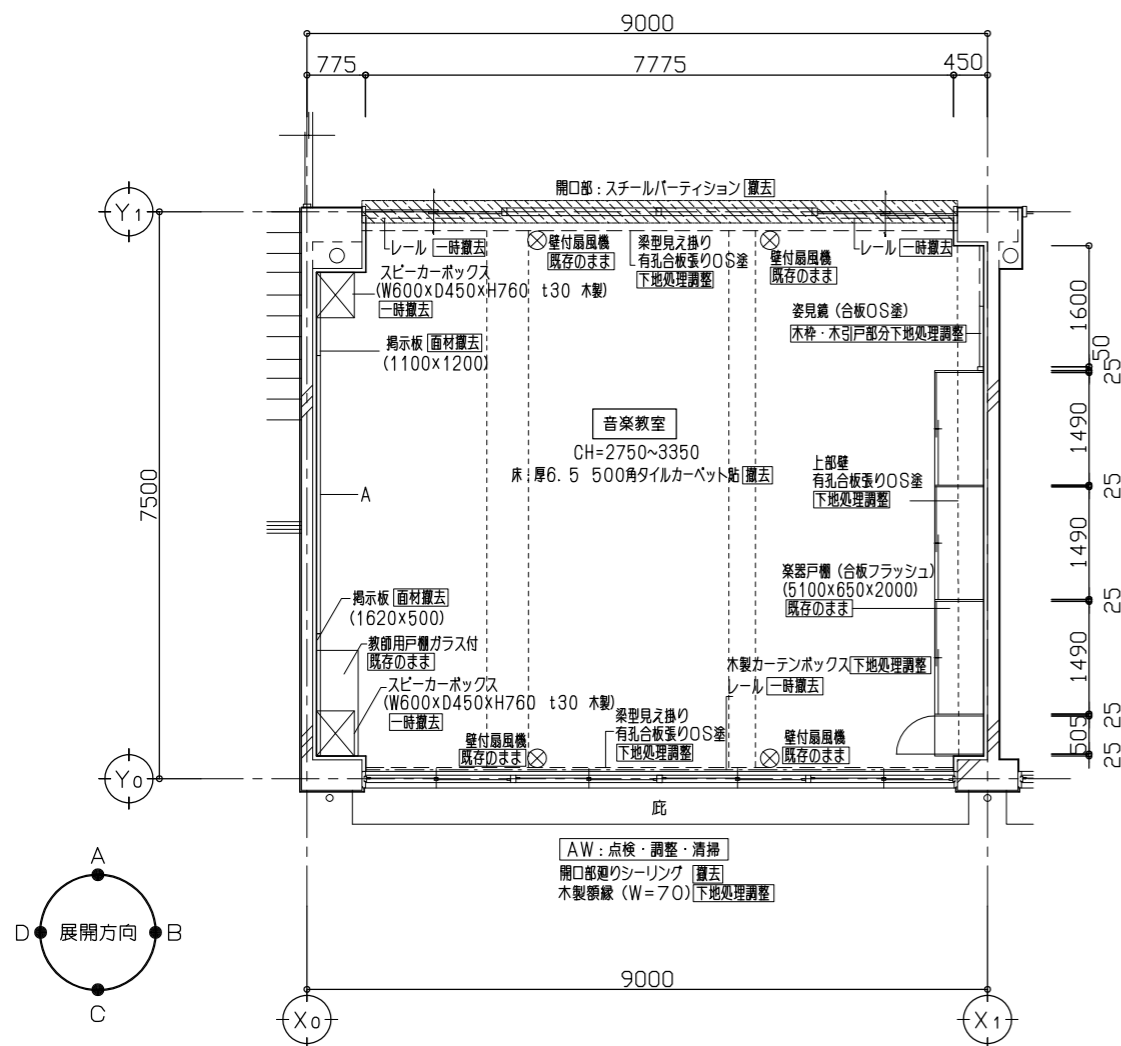 9000
775
7775
450
開口部：スチールパーティション 撤去
Y1
レール 一時撤去
壁付扇風機
既存のまま
梁型見え掛り
有孔合板張りOS塗
下地処理調整
壁付扇風機
既存のまま
レール 一時撤去
スピーカーボックス
(W600×D450×H760 t30 木製)
一時撤去
姿見鏡（合板OS塗）
木枠・木引戸部分下地処理調整
掲示板 面材撤去
(1100×1200)
音楽教室
CH=2750~3350
床：厚6.5 500角タイルカーペット貼 撤去
上部壁
有孔合板張りOS塗
下地処理調整
A
7500
1600
50
25
1490
25
1490
25
1490
25
505
25
楽器戸棚（合板フラッシュ）
(5100×650×2000)
既存のまま
掲示板 面材撤去
(1620×500)
教師用戸棚ガラス付
既存のまま
スピーカーボックス
(W600×D450×H760 t30 木製)
一時撤去
木製カーテンボックス 下地処理調整
レール 一時撤去
梁型見え掛り
有孔合板張りOS塗
下地処理調整
壁付扇風機
既存のまま
壁付扇風機
既存のまま
Y0
庇
AW：点検・調整・清掃
開口部廻りシーリング 撤去
木製額縁（W=70）下地処理調整
A
D 展開方向 B
C
9000
X0
X1